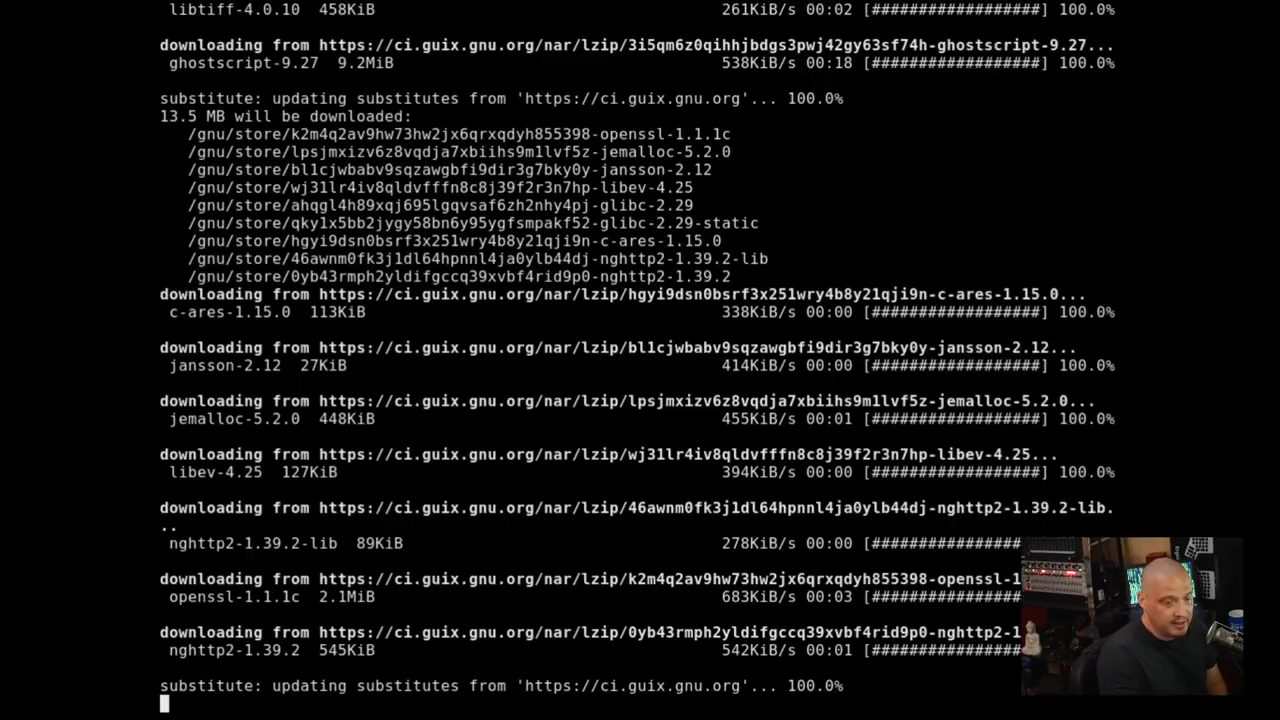 libtiff-4.0.10 458KiB 261KiB/s 00:02 [##################] 100.0%
downloading from https://ci.guix.gnu.org/nar/lzip/3i5qm6z0qihhjbdgs3pwj42gy63sf74h-ghostscript-9.27...
ghostscript-9.27 9.2MiB 538KiB/s 00:18 [##################] 100.0%
substitute: updating substitutes from 'https://ci.guix.gnu.org'... 100.0%
13.5 MB will be downloaded:
/gnu/store/k2m4q2av9hw73hw2jx6qrxqdyh855398-openssl-1.1.1c
/gnu/store/lpsjmxizv6z8vqdja7xbiihs9m1lvf5z-jemalloc-5.2.0
/gnu/store/bl1cjwbabv9sqzawgbfi9dir3g7bky0y-jansson-2.12
/gnu/store/wj31lr4iv8qldvfffn8c8j39f2r3n7hp-libev-4.25
/gnu/store/ahqgl4h89xqj695lgqvsaf6zh2nhy4pj-glibc-2.29
/gnu/store/qky1x5bb2jygy58bn6y95ygfsmpakf52-glibc-2.29-static
/gnu/store/hgyi9dsn0bsrf3x251wry4b8y21qji9n-c-ares-1.15.0
/gnu/store/46awnm0fk3j1dl64hpnnl4ja0ylb44dj-nghttp2-1.39.2-lib
/gnu/store/0yb43rmph2yldifgccq39xvbf4rid9p0-nghttp2-1.39.2
downloading from https://ci.guix.gnu.org/nar/lzip/hgyi9dsn0bsrf3x251wry4b8y21qji9n-c-ares-1.15.0...
c-ares-1.15.0 113KiB 338KiB/s 00:00 [##################] 100.0%
downloading from https://ci.guix.gnu.org/nar/lzip/bl1cjwbabv9sqzawgbfi9dir3g7bky0y-jansson-2.12...
jansson-2.12 27KiB 414KiB/s 00:00 [##################] 100.0%
downloading from https://ci.guix.gnu.org/nar/lzip/lpsjmxizv6z8vqdja7xbiihs9m1lvf5z-jemalloc-5.2.0...
jemalloc-5.2.0 448KiB 455KiB/s 00:01 [##################] 100.0%
downloading from https://ci.guix.gnu.org/nar/lzip/wj31lr4iv8qldvfffn8c8j39f2r3n7hp-libev-4.25...
libev-4.25 127KiB 394KiB/s 00:00 [##################] 100.0%
downloading from https://ci.guix.gnu.org/nar/lzip/46awnm0fk3j1dl64hpnnl4ja0ylb44dj-nghttp2-1.39.2-lib.
..
nghttp2-1.39.2-lib 89KiB 278KiB/s 00:00 [################
downloading from https://ci.guix.gnu.org/nar/lzip/k2m4q2av9hw73hw2jx6qrxqdyh855398-openssl-1
openssl-1.1.1c 2.1MiB 683KiB/s 00:03 [################
downloading from https://ci.guix.gnu.org/nar/lzip/0yb43rmph2yldifgccq39xvbf4rid9p0-nghttp2-1
nghttp2-1.39.2 545KiB 542KiB/s 00:01 [################
substitute: updating substitutes from 'https://ci.guix.gnu.org'... 100.0%